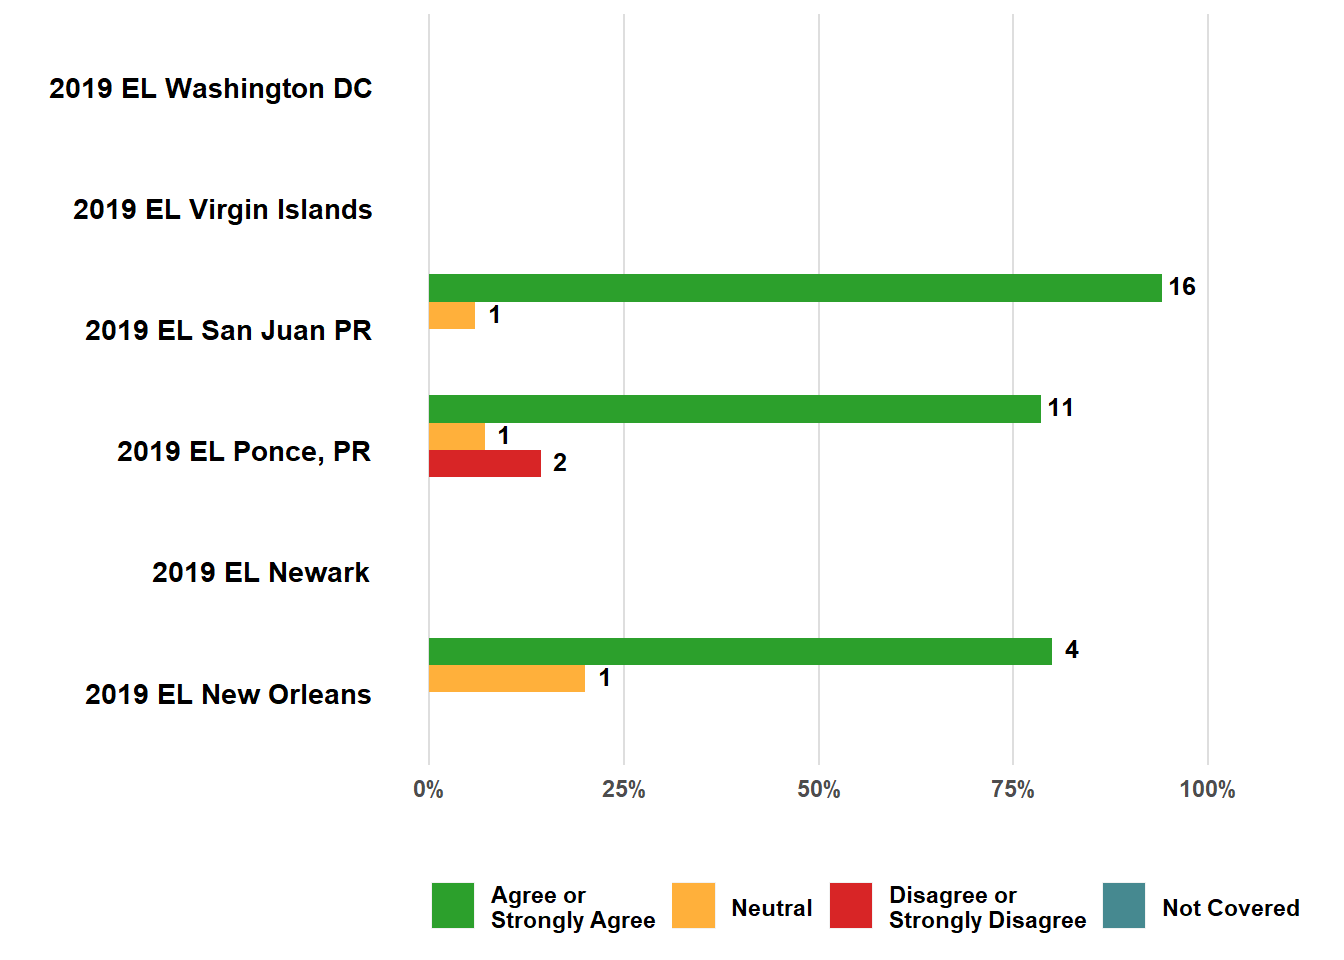 2019 EL Washington DC
2019 EL Virgin Islands
16
1
2019 EL San Juan PR
11
1
2019 EL Ponce, PR
2
2019 EL Newark
4
1
2019 EL New Orleans
0%
25%
50%
75%
100%
Agree or
Strongly Agree
Neutral
Disagree or
Strongly Disagree
Not Covered